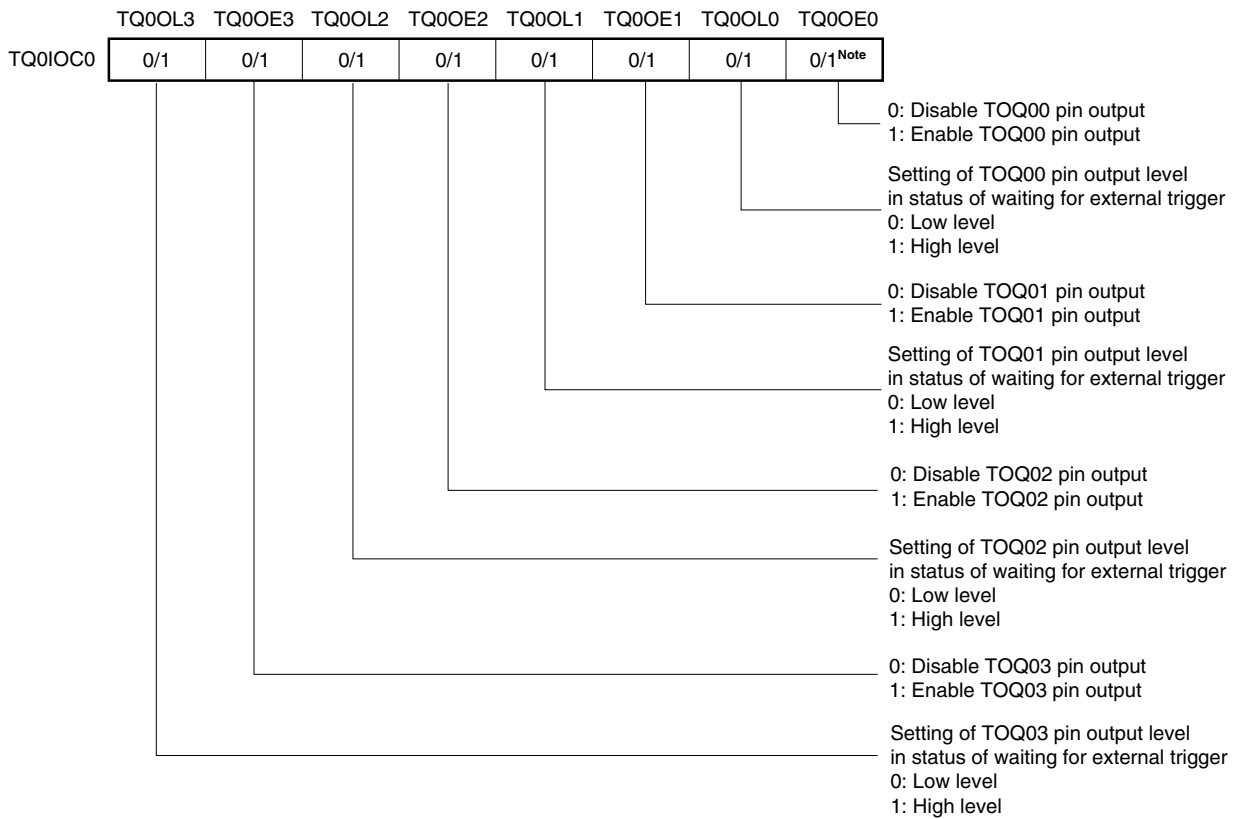 TQ0OL3 TQ0OE3 TQ0OL2 TQ0OE2 TQ0OL1 TQ0OE1 TQ0OL0 TQ0OE0
TQ0IOC0 0/1 0/1 0/1 0/1 0/1 0/1 0/1 0/1Note
0: Disable TOQ00 pin output
1: Enable TOQ00 pin output
Setting of TOQ00 pin output level
in status of waiting for external trigger
0: Low level
1: High level
0: Disable TOQ01 pin output
1: Enable TOQ01 pin output
Setting of TOQ01 pin output level
in status of waiting for external trigger
0: Low level
1: High level
0: Disable TOQ02 pin output
1: Enable TOQ02 pin output
Setting of TOQ02 pin output level
in status of waiting for external trigger
0: Low level
1: High level
0: Disable TOQ03 pin output
1: Enable TOQ03 pin output
Setting of TOQ03 pin output level
in status of waiting for external trigger
0: Low level
1: High level